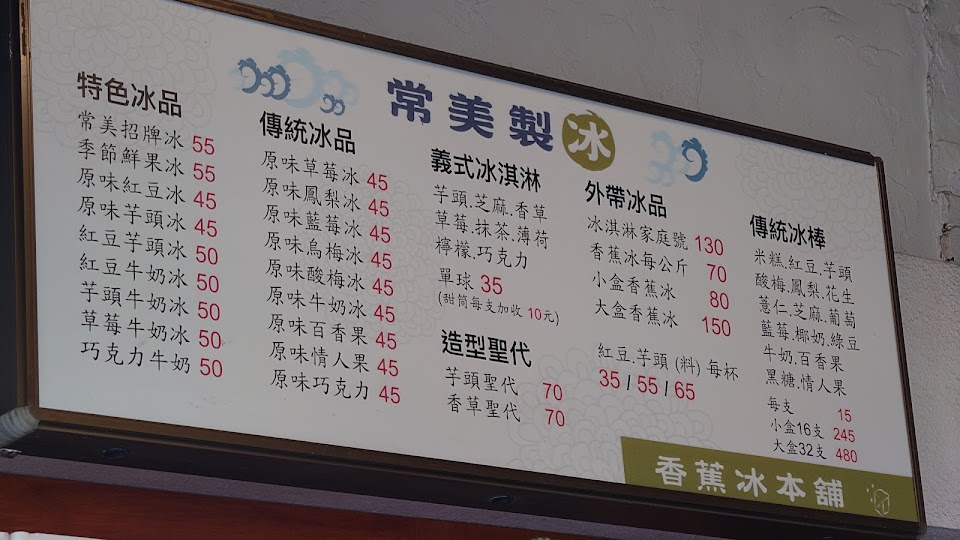 常美製冰
特色冰品
常美招牌冰 55
季節鮮果冰 55
原味紅豆冰 45
原味芋頭冰 45
紅豆芋頭冰 50
紅豆牛奶冰 50
芋頭牛奶冰 50
草莓牛奶冰 50
巧克力牛奶 50
傳統冰品
原味草莓冰 45
原味鳳梨冰 45
原味藍莓冰 45
原味烏梅冰 45
原味酸梅冰 45
原味牛奶冰 45
原味百香果 45
原味情人果 45
原味巧克力 45
義式冰淇淋
芋頭.芝麻.香草
草莓.抹茶.薄荷
檸檬.巧克力
單球 35
(甜筒每支加收 10元)
造型聖代
芋頭聖代 70
香草聖代 70
外帶冰品
冰淇淋家庭號 130
香蕉冰每公斤 70
小盒香蕉冰 80
大盒香蕉冰 150
紅豆.芋頭 (料) 每杯
35 / 55 / 65
傳統冰棒
米糕.紅豆.芋頭
酸梅.鳳梨.花生
薏仁.芝麻.葡萄
藍莓.椰奶.綠豆
牛奶.百香果
黑糖.情人果
每支 15
小盒16支 245
大盒32支 480
香蕉冰本舖